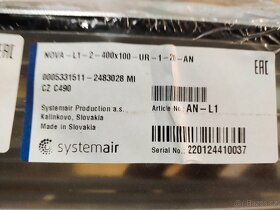 NOVA-L1-2-400x100-UR-1-20-AN
0005331511-2483028 MI
CZ C490
Systemair Production a.s.
Kalinkovo, Slovakia
Made in Slovakia
Article No.: AN-L1
systemair
Serial No.: 220124410037
EAC